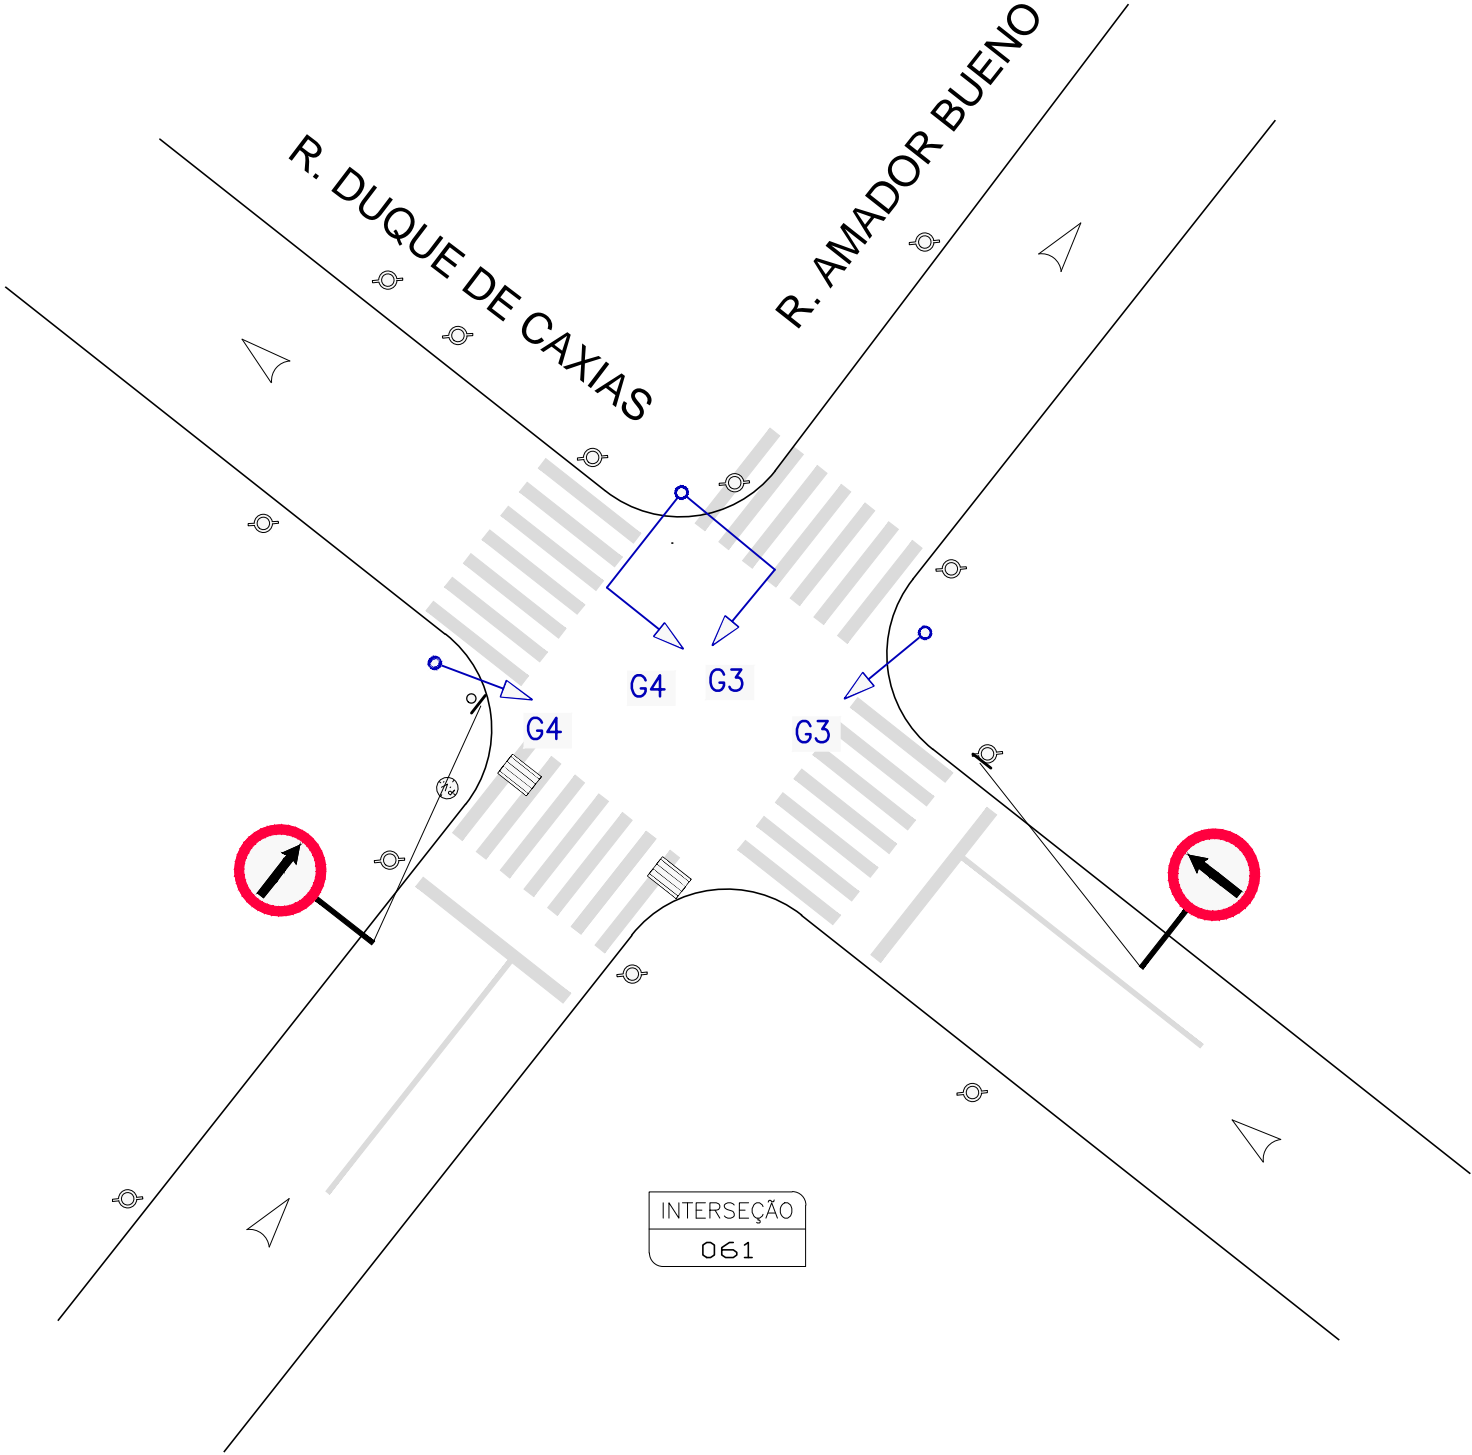 R. DUQUE DE CAXIAS
R. AMADOR BUENO
G4
G3
G4
G3
INTERSEÇÃO
061